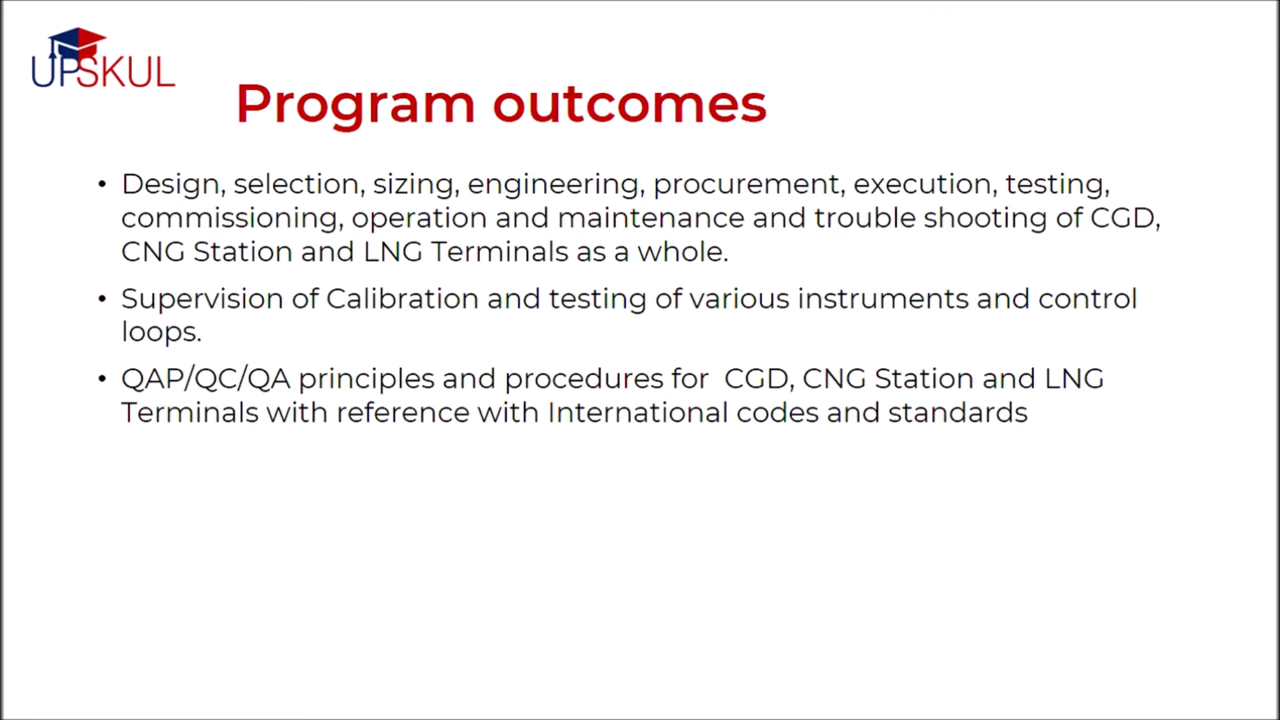 UPSKUL
Program outcomes
• Design, selection, sizing, engineering, procurement, execution, testing,
commissioning, operation and maintenance and trouble shooting of CGD,
CNG Station and LNG Terminals as a whole.
• Supervision of Calibration and testing of various instruments and control
loops.
• QAP/QC/QA principles and procedures for  CGD, CNG Station and LNG
Terminals with reference with International codes and standards